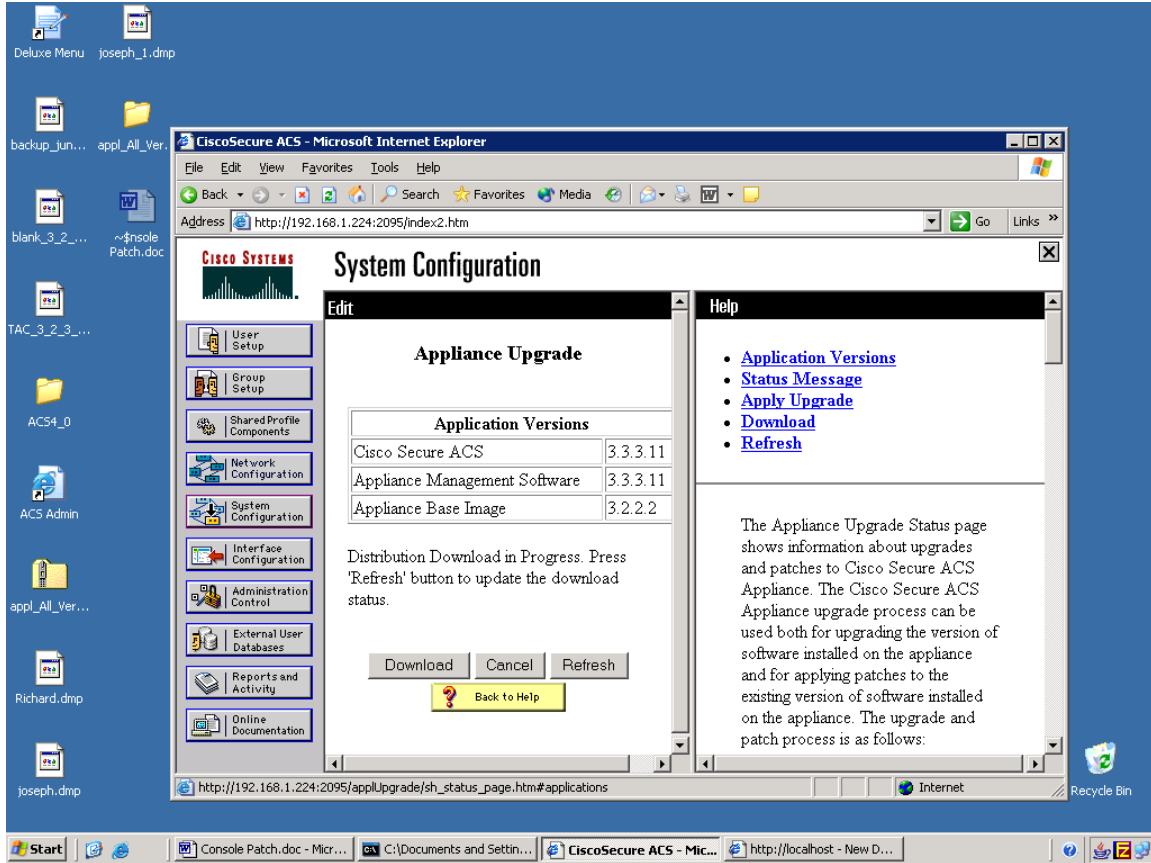 Deluxe Menu
joseph_1.dmp
backup_jun...
appl_All_Ver.
blank_3_2_...
~$nsole
Patch.doc
TAC_3_2_3_...
ACS4_0
ACS Admin
appl_All_Ver...
Richard.dmp
joseph.dmp
Recycle Bin
CiscoSecure ACS - Microsoft Internet Explorer
File Edit View Favorites Tools Help
Back Search Favorites Media
Address http://192.168.1.224:2095/index2.htm Go Links »
CISCO SYSTEMS
System Configuration
User
Setup
Group
Setup
Shared Profile
Components
Network
Configuration
System
Configuration
Interface
Configuration
Administration
Control
External User
Databases
Reports and
Activity
Online
Documentation
Edit
Appliance Upgrade
Application Versions
Cisco Secure ACS 3.3.3.11
Appliance Management Software 3.3.3.11
Appliance Base Image 3.2.2.2
Distribution Download in Progress. Press
'Refresh' button to update the download
status.
Download Cancel Refresh
? Back to Help
Help
• Application Versions
• Status Message
• Apply Upgrade
• Download
• Refresh
The Appliance Upgrade Status page
shows information about upgrades
and patches to Cisco Secure ACS
Appliance. The Cisco Secure ACS
Appliance upgrade process can be
used both for upgrading the version of
software installed on the appliance
and for applying patches to the
existing version of software installed
on the appliance. The upgrade and
patch process is as follows:
http://192.168.1.224:2095/applUpgrade/sh_status_page.htm#applications Internet
Start
Console Patch.doc - Micr...
C:\Documents and Settin...
CiscoSecure ACS - Mic...
http://localhost - New D...